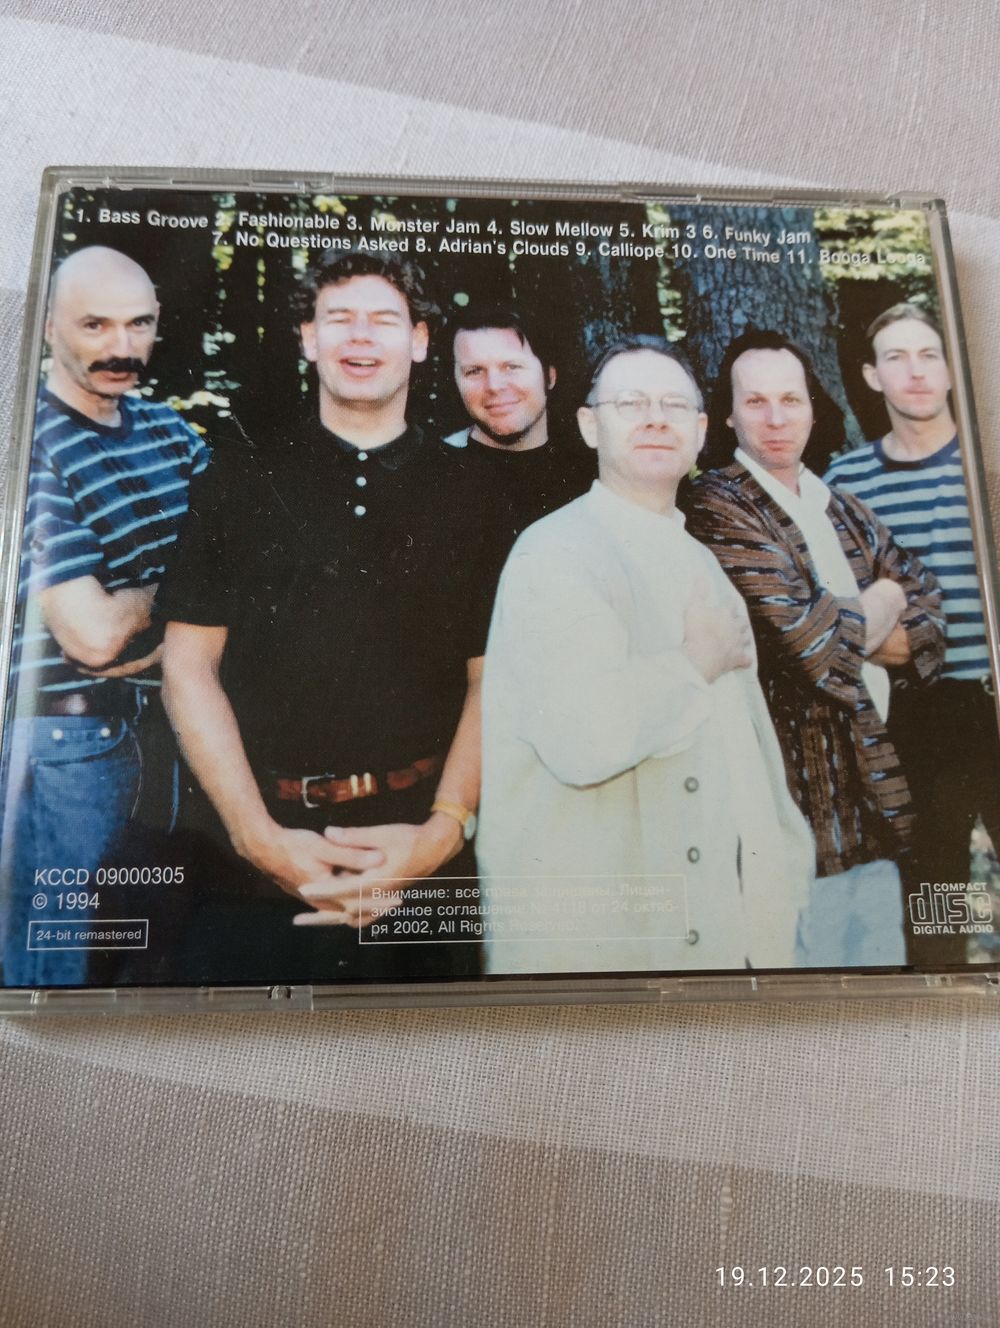 1. Bass Groove 2. Fashionable 3. Monster Jam 4. Slow Mellow 5. Krim 3 6. Funky Jam
7. No Questions Asked 8. Adrian's Clouds 9. Calliope 10. One Time 11. Booga Looga
KCCD 09000305
© 1994
24-bit remastered
Внимание: все права защищены. Лицен-
зионное соглашение от 24 октяб-
ря 2002, All Rights Reserved.
COMPACT
disc
DIGITAL AUDIO
19.12.2025 15:23